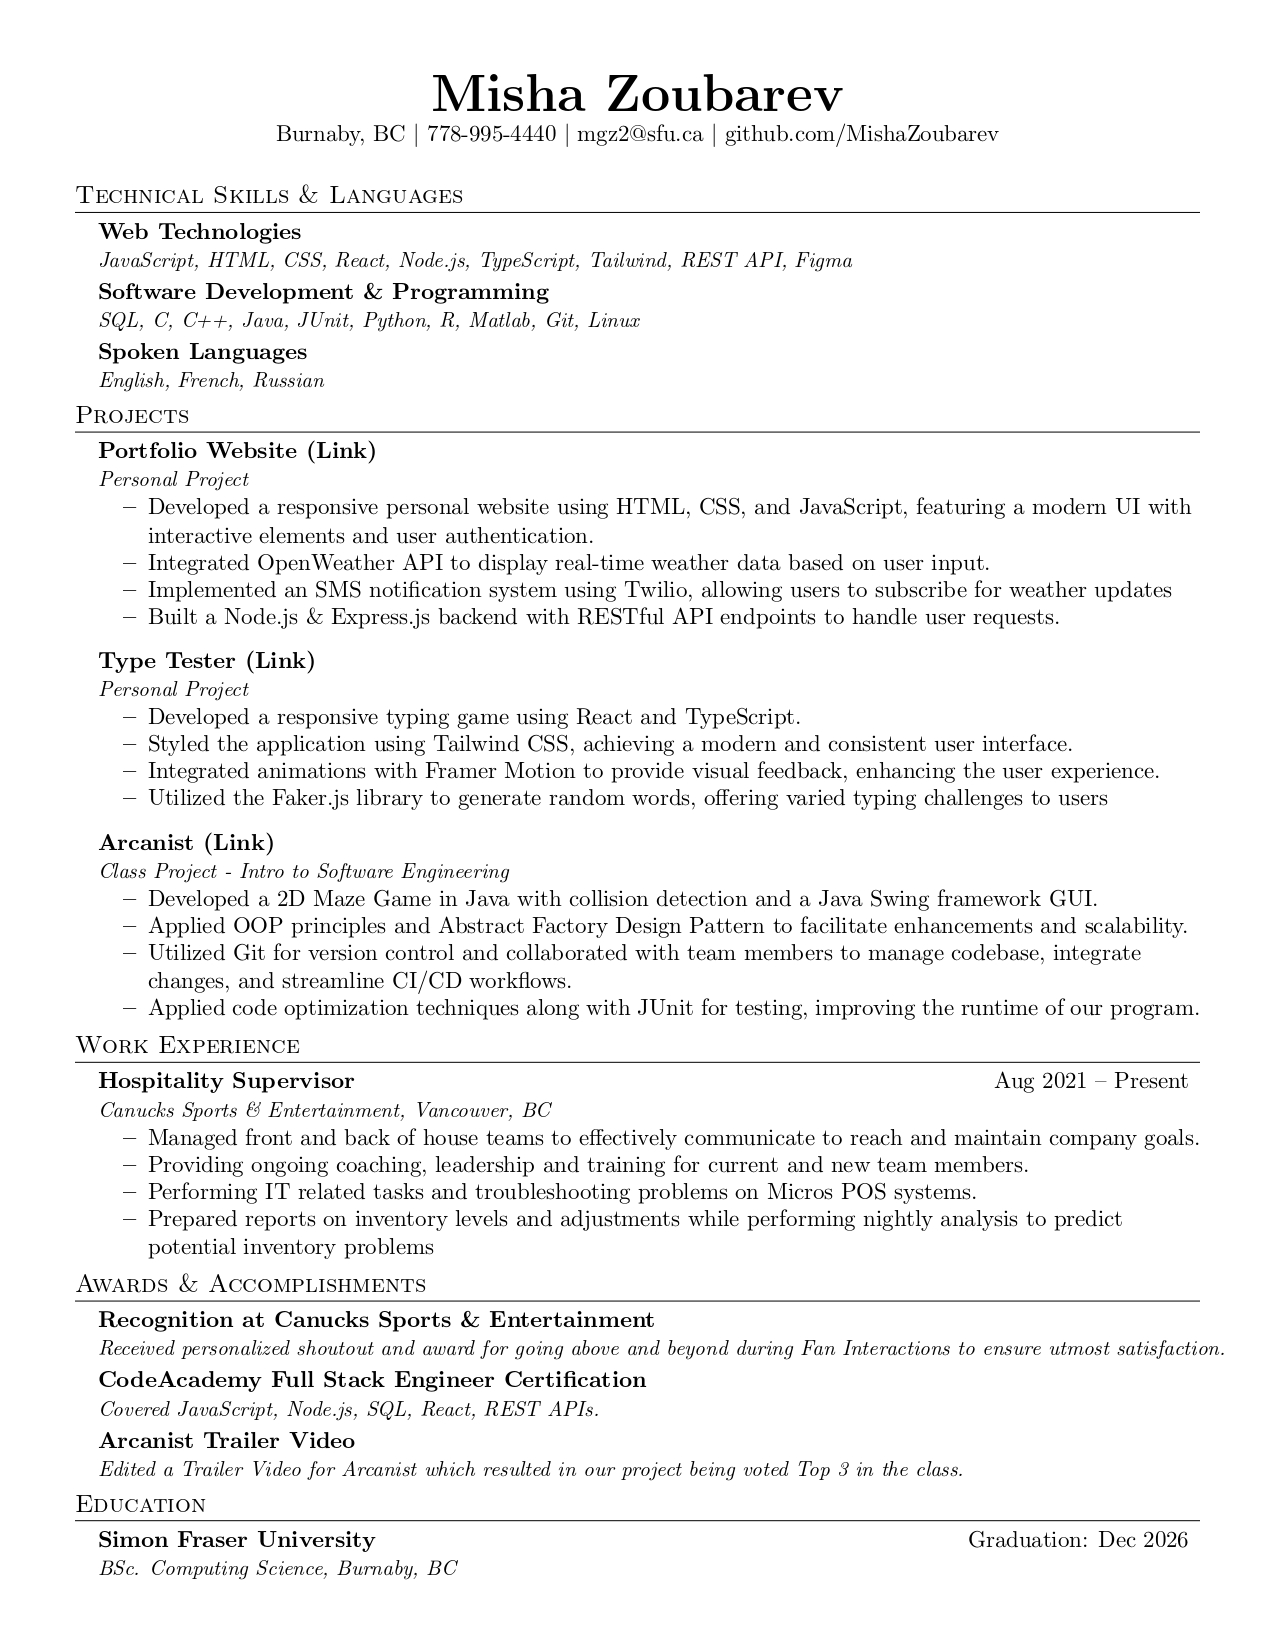 Misha Zoubarev
Burnaby, BC | 778-995-4440 | mgz2@sfu.ca | github.com/MishaZoubarev
Technical Skills & Languages
Web Technologies
JavaScript, HTML, CSS, React, Node.js, TypeScript, Tailwind, REST API, Figma
Software Development & Programming
SQL, C, C++, Java, JUnit, Python, R, Matlab, Git, Linux
Spoken Languages
English, French, Russian
Projects
Portfolio Website (Link)
Personal Project
– Developed a responsive personal website using HTML, CSS, and JavaScript, featuring a modern UI with
interactive elements and user authentication.
– Integrated OpenWeather API to display real-time weather data based on user input.
– Implemented an SMS notification system using Twilio, allowing users to subscribe for weather updates
– Built a Node.js & Express.js backend with RESTful API endpoints to handle user requests.
Type Tester (Link)
Personal Project
– Developed a responsive typing game using React and TypeScript.
– Styled the application using Tailwind CSS, achieving a modern and consistent user interface.
– Integrated animations with Framer Motion to provide visual feedback, enhancing the user experience.
– Utilized the Faker.js library to generate random words, offering varied typing challenges to users
Arcanist (Link)
Class Project - Intro to Software Engineering
– Developed a 2D Maze Game in Java with collision detection and a Java Swing framework GUI.
– Applied OOP principles and Abstract Factory Design Pattern to facilitate enhancements and scalability.
– Utilized Git for version control and collaborated with team members to manage codebase, integrate
changes, and streamline CI/CD workflows.
– Applied code optimization techniques along with JUnit for testing, improving the runtime of our program.
Work Experience
Hospitality Supervisor Aug 2021 – Present
Canucks Sports & Entertainment, Vancouver, BC
– Managed front and back of house teams to effectively communicate to reach and maintain company goals.
– Providing ongoing coaching, leadership and training for current and new team members.
– Performing IT related tasks and troubleshooting problems on Micros POS systems.
– Prepared reports on inventory levels and adjustments while performing nightly analysis to predict
potential inventory problems
Awards & Accomplishments
Recognition at Canucks Sports & Entertainment
Received personalized shoutout and award for going above and beyond during Fan Interactions to ensure utmost satisfaction.
CodeAcademy Full Stack Engineer Certification
Covered JavaScript, Node.js, SQL, React, REST APIs.
Arcanist Trailer Video
Edited a Trailer Video for Arcanist which resulted in our project being voted Top 3 in the class.
Education
Simon Fraser University Graduation: Dec 2026
BSc. Computing Science, Burnaby, BC